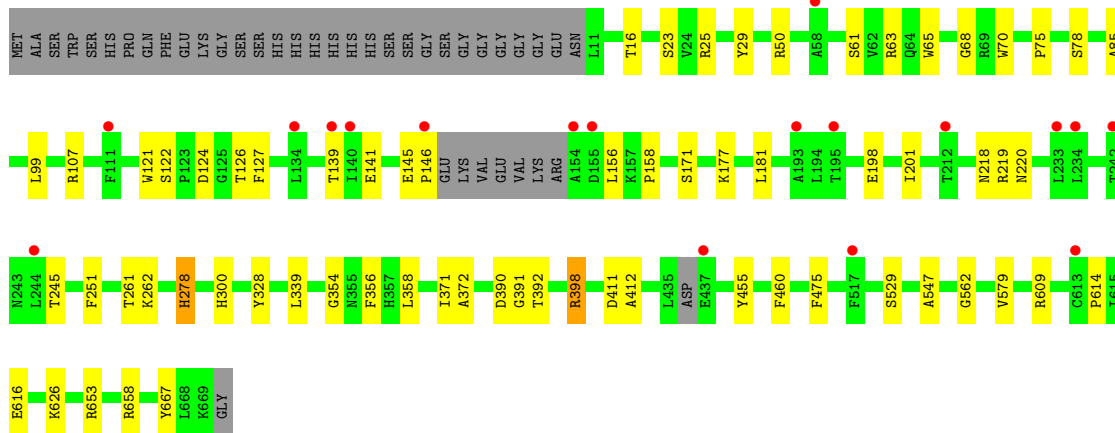 MET ALA SER TRP SER HIS PRO GLN PHE GLU LYS GLY SER SER HIS HIS HIS HIS HIS HIS SER SER GLY SER GLY GLY GLY GLY GLY GLU ASN L11 T16 S23 V24 R25 Y29 R50 A58 S61 V62 R63 Q64 W65 G68 R69 W70 P75 S78 A85
L99 R107 F111 W121 S122 P123 D124 G125 T126 F127 L134 T139 I140 E141 E145 P146 GLU LYS VAL GLU VAL LYS ARG A154 D155 L156 K157 P158 S171 K177 L181 A193 L194 T195 E198 I201 T212 N218 R219 N220 L233 L234 T242
N243 L244 T245 F251 T261 K262 H278 H300 Y328 L339 G354 N355 F356 H357 L358 I371 A372 D390 G391 T392 R398 D411 A412 L435 ASP E437 Y455 F460 F475 F517 S529 A547 G562 V579 R609 C613 P614 I615
E616 K626 R653 R658 Y667 L668 K669 GLY